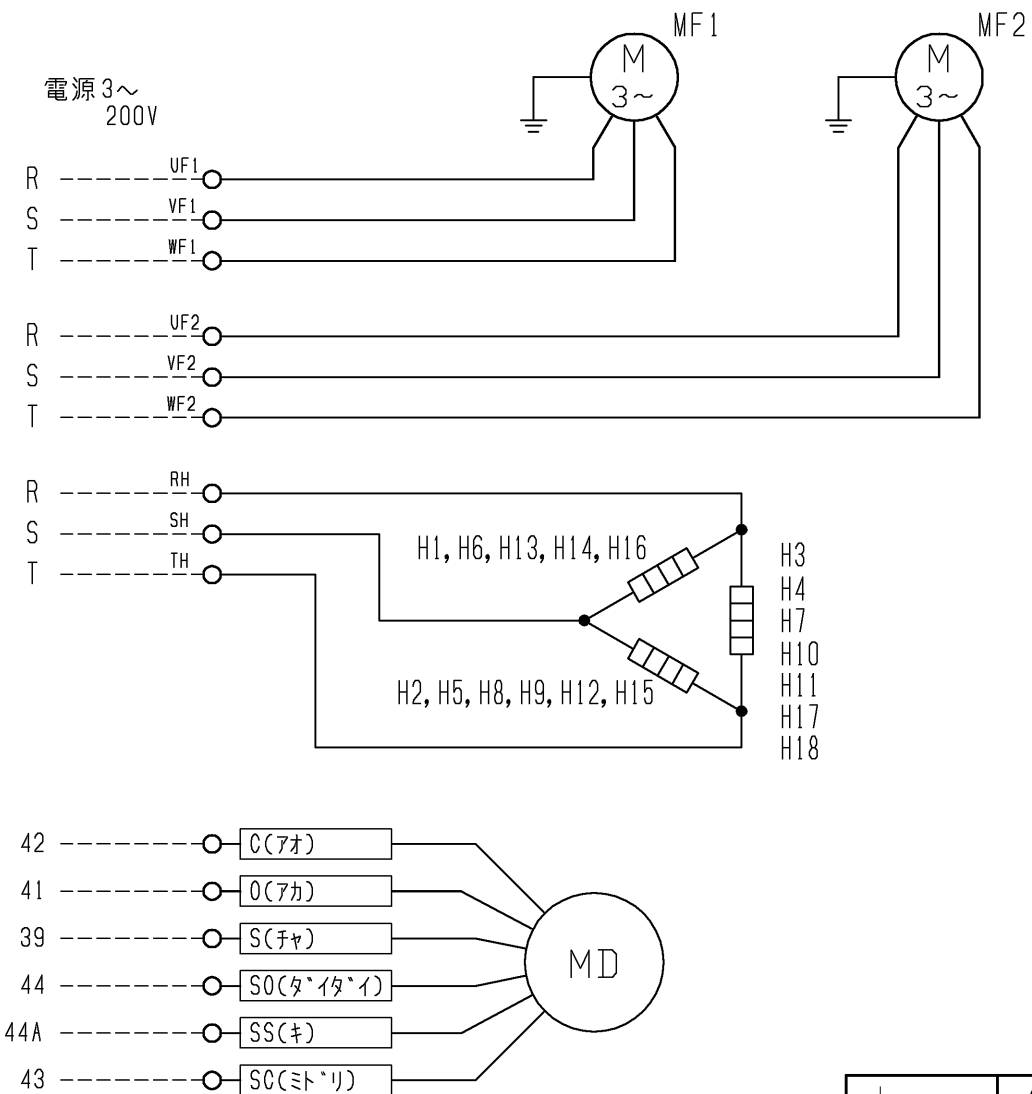 MF1
MF2
M
3~
M
3~
電源3~
200V
R UF1
S VF1
T WF1
R UF2
S VF2
T WF2
R RH
S SH
T TH
H1,H6,H13,H14,H16
H3
H4
H7
H10
H11
H17
H18
H2,H5,H8,H9,H12,H15
42 C(アオ)
41 O(アカ)
39 S(チャ)
44 SO(ダイダイ)
44A SS(キ)
43 SC(ミドリ)
MD